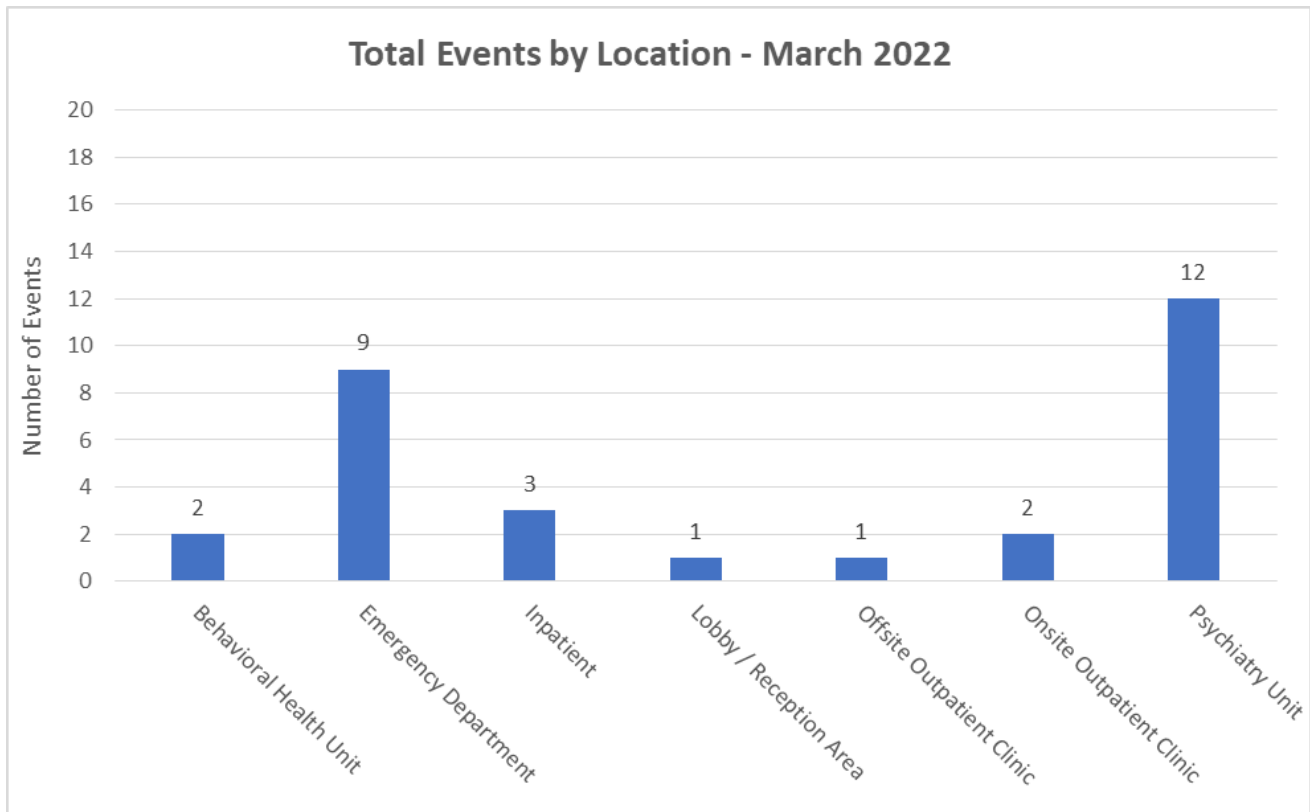 Total Events by Location - March 2022
Number of Events
20
18
16
14
12
10
8
6
4
2
0
2
9
3
1
1
2
12
Behavioral Health Unit
Emergency Department
Inpatient
Lobby / Reception Area
Offsite Outpatient Clinic
Onsite Outpatient Clinic
Psychiatry Unit